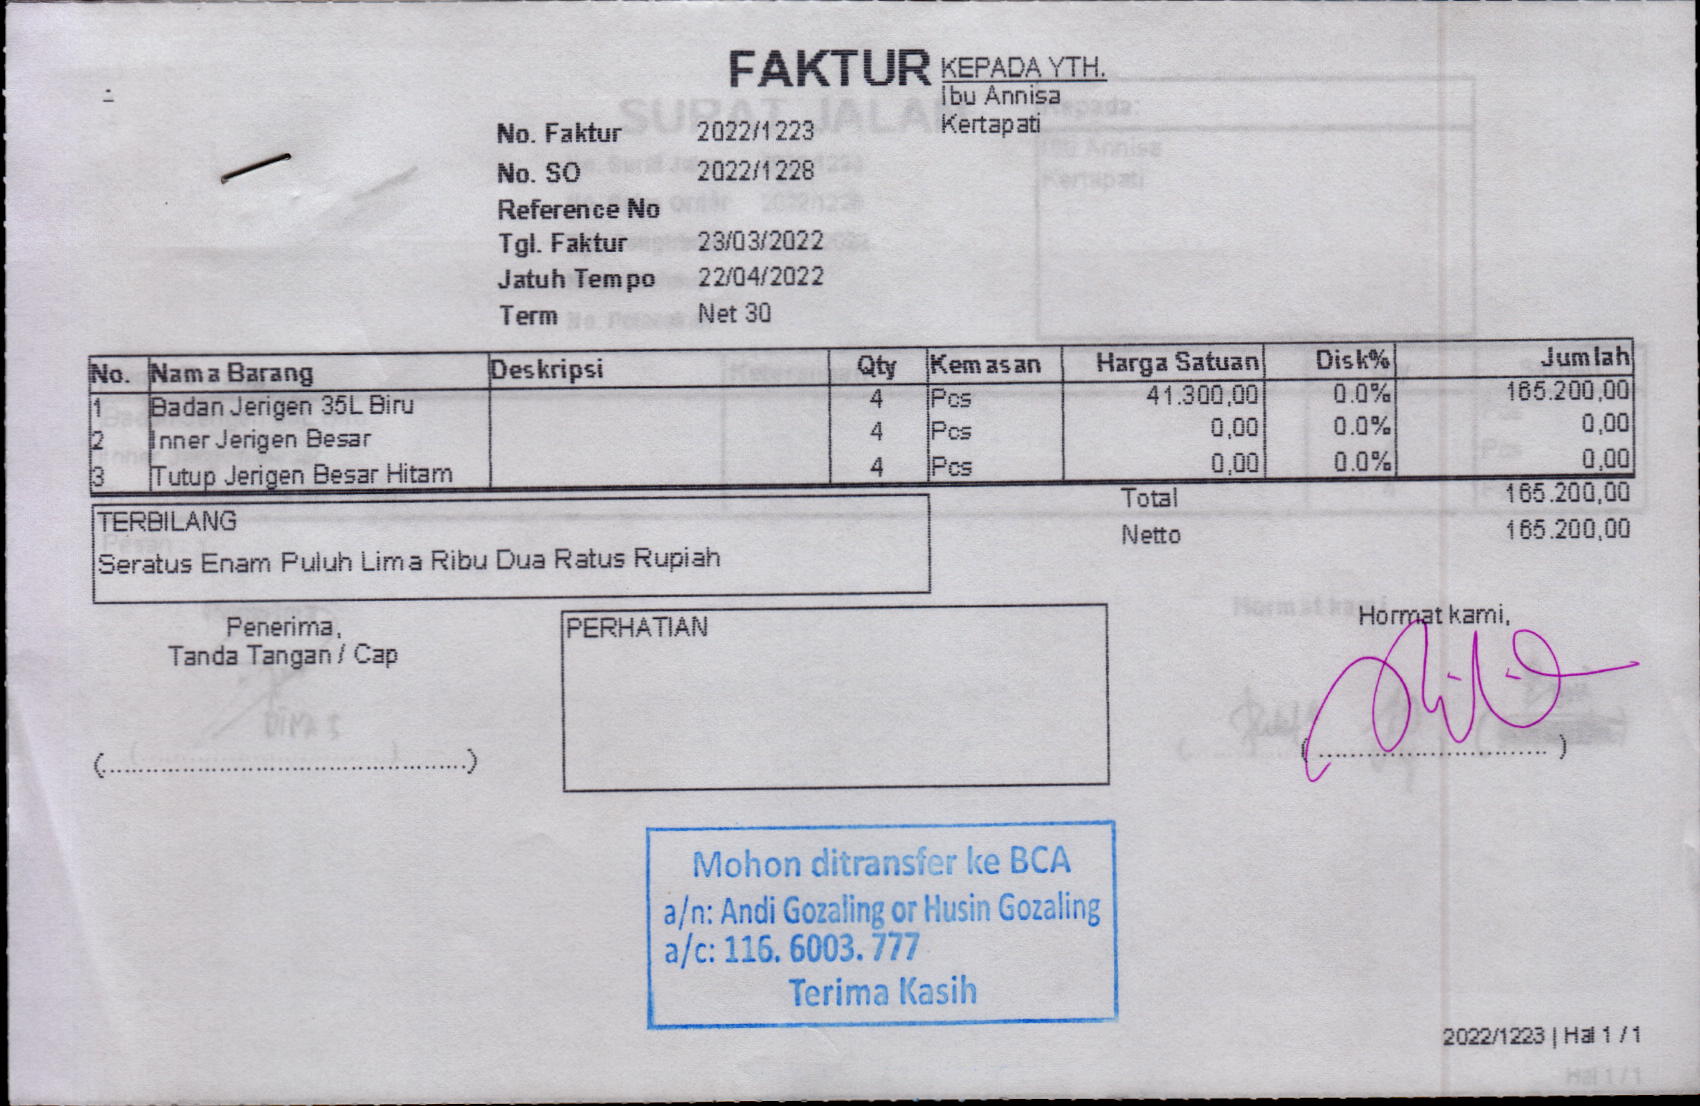 FAKTUR
KEPADA YTH.
Ibu Annisa
Kertapati
No. Faktur 2022/1223
No. SO 2022/1228
Reference No
Tgl. Faktur 23/03/2022
Jatuh Tempo 22/04/2022
Term Net 30
No. Nama Barang Deskripsi Qty Kemasan Harga Satuan Disk% Jumlah
1 Badan Jerigen 35L Biru 4 Pcs 41.300,00 0.0% 165.200,00
2 Inner Jerigen Besar 4 Pcs 0,00 0.0% 0,00
3 Tutup Jerigen Besar Hitam 4 Pcs 0,00 0.0% 0,00
Total 165.200,00
Netto 165.200,00
TERBILANG
Seratus Enam Puluh Lima Ribu Dua Ratus Rupiah
Penerima,
Tanda Tangan / Cap
(................................................)
PERHATIAN
Hormat kami,
(................................)
Mohon ditransfer ke BCA
a/n: Andi Gozaling or Husin Gozaling
a/c: 116. 6003. 777
Terima Kasih
2022/1223 | Hal 1 / 1